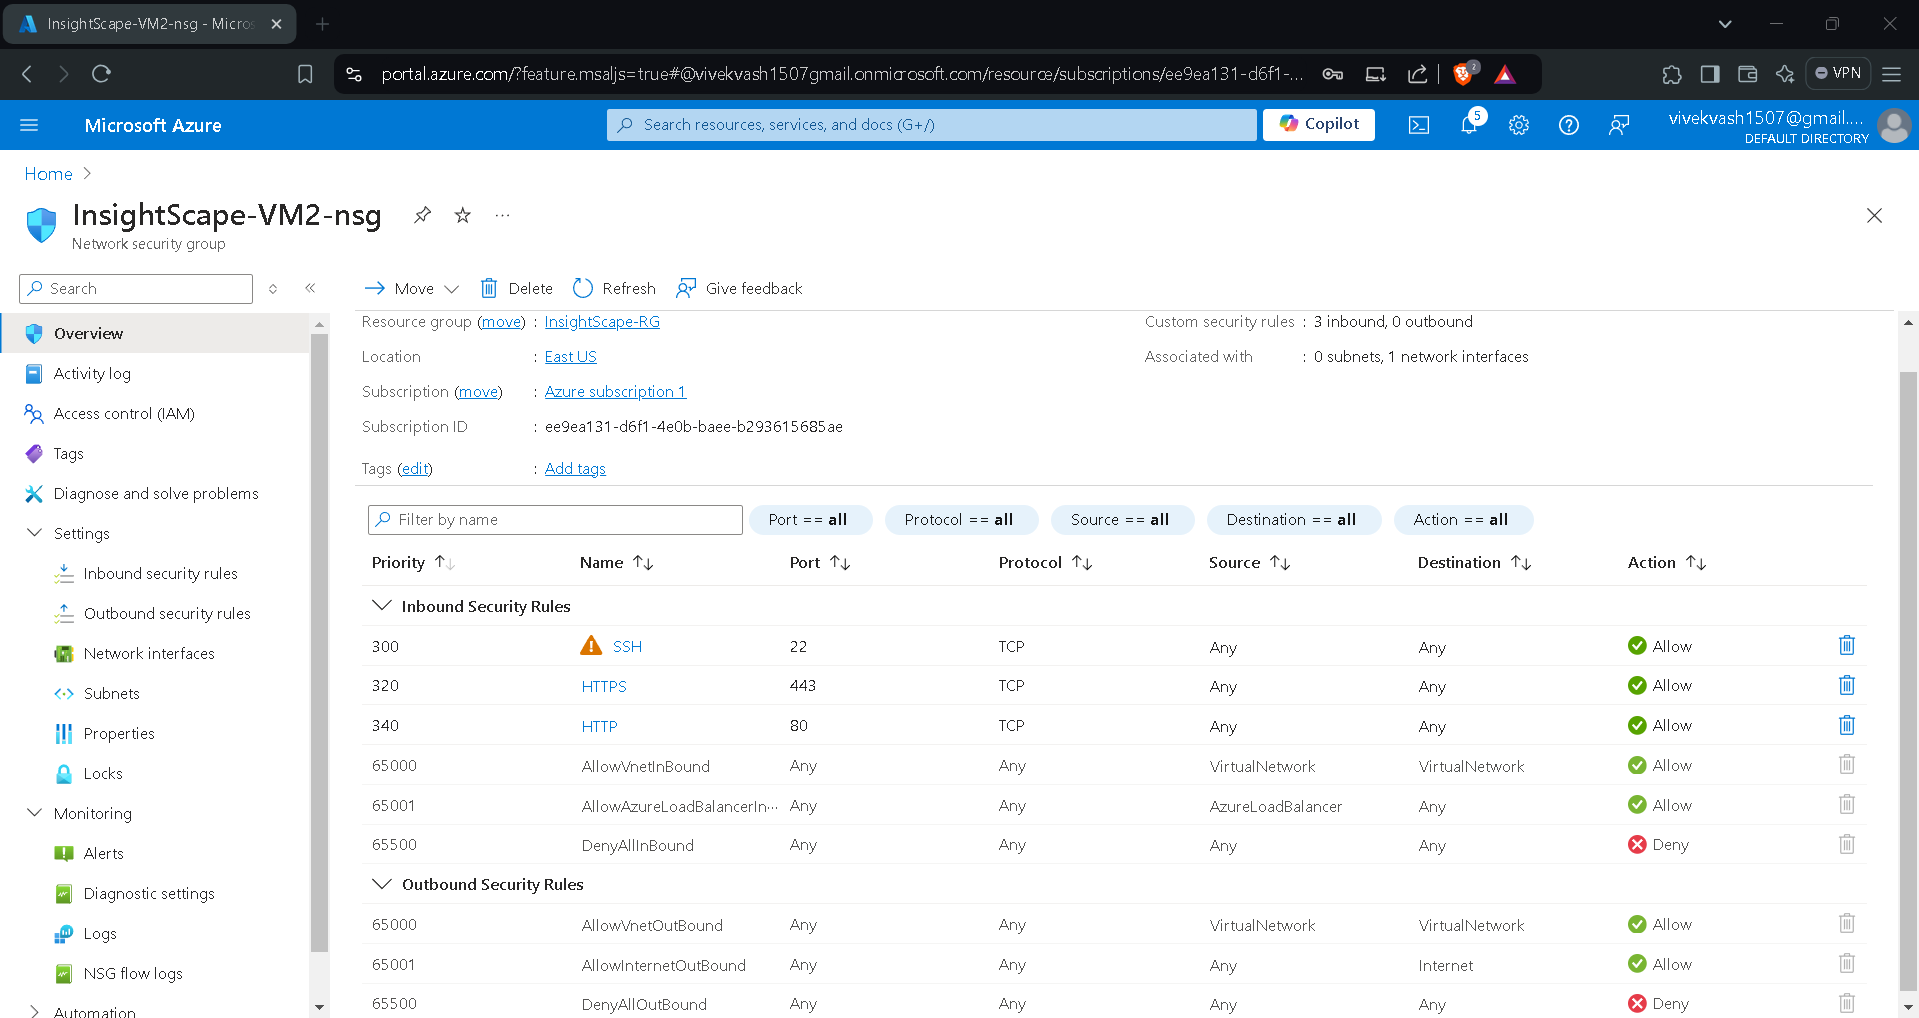 InsightScape-VM2-nsg - Micros
portal.azure.com/?feature.msaljs=true#@vivekvash1507gmail.onmicrosoft.com/resource/subscriptions/ee9ea131-d6f1-...
2
VPN
Microsoft Azure
Search resources, services, and docs (G+/)
Copilot
5
vivekvash1507@gmail....
DEFAULT DIRECTORY
Home
InsightScape-VM2-nsg
Network security group
Search
Move
Delete
Refresh
Give feedback
Overview
Activity log
Access control (IAM)
Tags
Diagnose and solve problems
Settings
Inbound security rules
Outbound security rules
Network interfaces
Subnets
Properties
Locks
Monitoring
Alerts
Diagnostic settings
Logs
NSG flow logs
Automation
Resource group (move) : InsightScape-RG
Location : East US
Subscription (move) : Azure subscription 1
Subscription ID : ee9ea131-d6f1-4e0b-baee-b293615685ae
Tags (edit) : Add tags
Custom security rules : 3 inbound, 0 outbound
Associated with : 0 subnets, 1 network interfaces
Filter by name
Port == all
Protocol == all
Source == all
Destination == all
Action == all
Priority Name Port Protocol Source Destination Action
Inbound Security Rules
300 SSH 22 TCP Any Any Allow
320 HTTPS 443 TCP Any Any Allow
340 HTTP 80 TCP Any Any Allow
65000 AllowVnetInBound Any Any VirtualNetwork VirtualNetwork Allow
65001 AllowAzureLoadBalancerIn... Any Any AzureLoadBalancer Any Allow
65500 DenyAllInBound Any Any Any Any Deny
Outbound Security Rules
65000 AllowVnetOutBound Any Any VirtualNetwork VirtualNetwork Allow
65001 AllowInternetOutBound Any Any Any Internet Allow
65500 DenyAllOutBound Any Any Any Any Deny